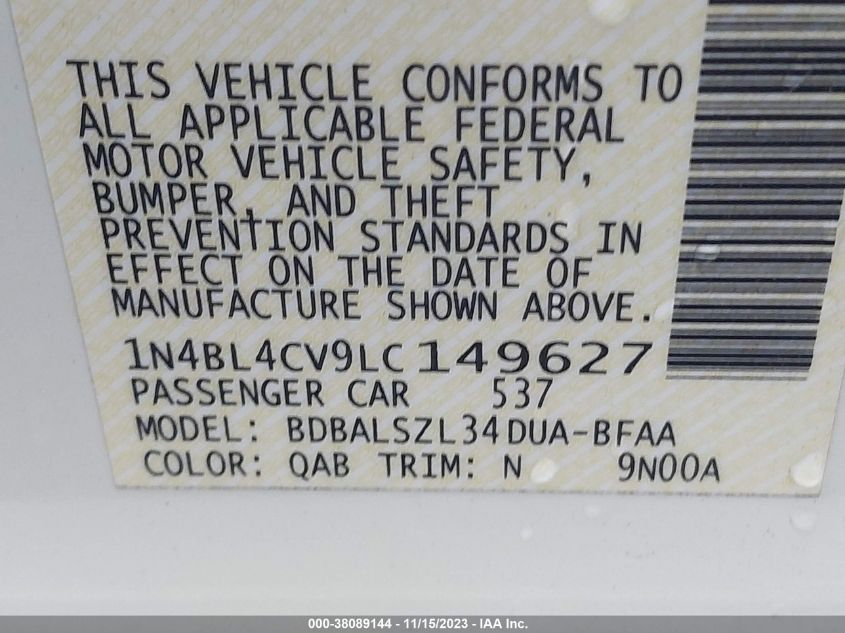 THIS VEHICLE CONFORMS TO
ALL APPLICABLE FEDERAL
MOTOR VEHICLE SAFETY,
BUMPER, AND THEFT
PREVENTION STANDARDS IN
EFFECT ON THE DATE OF
MANUFACTURE SHOWN ABOVE.
1N4BL4CV9LC149627
PASSENGER CAR 537
MODEL: BDBALSZL34DUA-BFAA
COLOR: QAB TRIM: N 9N00A
000-38089144 - 11/15/2023 - IAA Inc.